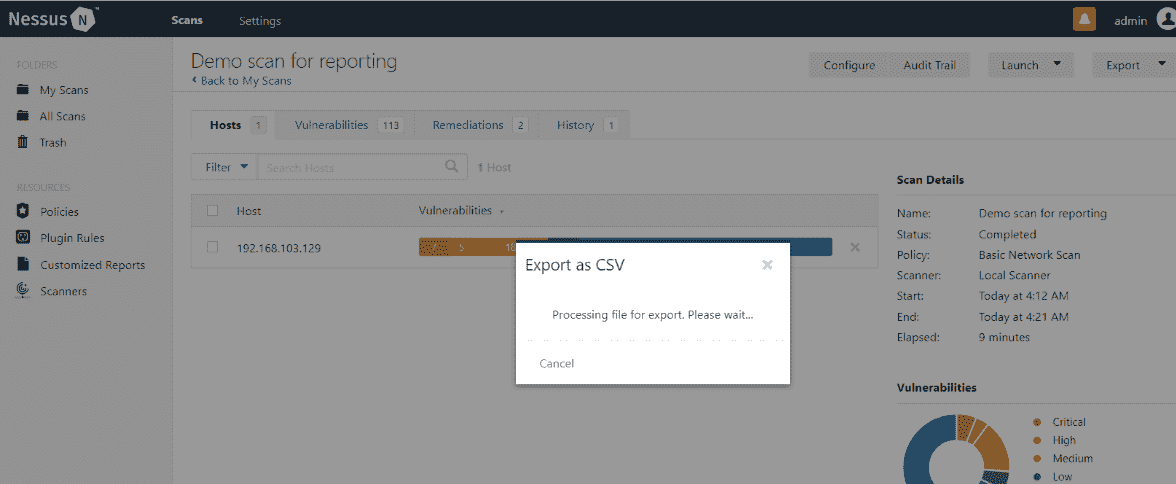 Nessus N ™
Scans
Settings
admin
FOLDERS
My Scans
All Scans
Trash
RESOURCES
Policies
Plugin Rules
Customized Reports
Scanners
Demo scan for reporting
Back to My Scans
Configure
Audit Trail
Launch
Export
Hosts 1
Vulnerabilities 113
Remediations 2
History 1
Filter
Search Hosts
1 Host
Host
Vulnerabilities
192.168.103.129
5
Export as CSV
Processing file for export. Please wait...
Cancel
Scan Details
Name: Demo scan for reporting
Status: Completed
Policy: Basic Network Scan
Scanner: Local Scanner
Start: Today at 4:12 AM
End: Today at 4:21 AM
Elapsed: 9 minutes
Vulnerabilities
Critical
High
Medium
Low